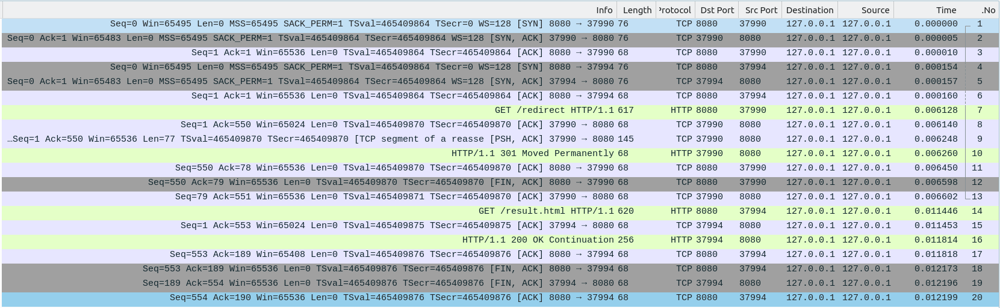 Info Length Protocol Dst Port Src Port Destination Source Time .No
Seq=0 Win=65495 Len=0 MSS=65495 SACK_PERM=1 TSval=465409864 TSecr=0 WS=128 [SYN] 8080 → 37990 76 TCP 8080 37990 127.0.0.1 127.0.0.1 0.000000 1
Seq=0 Ack=1 Win=65483 Len=0 MSS=65495 SACK_PERM=1 TSval=465409864 TSecr=465409864 WS=128 [SYN, ACK] 37990 → 8080 76 TCP 37990 8080 127.0.0.1 127.0.0.1 0.000005 2
Seq=1 Ack=1 Win=65536 Len=0 TSval=465409864 TSecr=465409864 [ACK] 8080 → 37990 68 TCP 8080 37990 127.0.0.1 127.0.0.1 0.000010 3
Seq=0 Win=65495 Len=0 MSS=65495 SACK_PERM=1 TSval=465409864 TSecr=0 WS=128 [SYN] 8080 → 37994 76 TCP 8080 37994 127.0.0.1 127.0.0.1 0.000154 4
Seq=0 Ack=1 Win=65483 Len=0 MSS=65495 SACK_PERM=1 TSval=465409864 TSecr=465409864 WS=128 [SYN, ACK] 37994 → 8080 76 TCP 37994 8080 127.0.0.1 127.0.0.1 0.000157 5
Seq=1 Ack=1 Win=65536 Len=0 TSval=465409864 TSecr=465409864 [ACK] 8080 → 37994 68 TCP 8080 37994 127.0.0.1 127.0.0.1 0.000160 6
GET /redirect HTTP/1.1 617 HTTP 8080 37990 127.0.0.1 127.0.0.1 0.006128 7
Seq=1 Ack=550 Win=65024 Len=0 TSval=465409870 TSecr=465409870 [ACK] 37990 → 8080 68 TCP 37990 8080 127.0.0.1 127.0.0.1 0.006140 8
…Seq=1 Ack=550 Win=65536 Len=77 TSval=465409870 TSecr=465409870 [TCP segment of a reasse [PSH, ACK] 37990 → 8080 145 TCP 37990 8080 127.0.0.1 127.0.0.1 0.006248 9
HTTP/1.1 301 Moved Permanently 68 HTTP 37990 8080 127.0.0.1 127.0.0.1 0.006260 10
Seq=550 Ack=78 Win=65536 Len=0 TSval=465409870 TSecr=465409870 [ACK] 8080 → 37990 68 TCP 8080 37990 127.0.0.1 127.0.0.1 0.006450 11
Seq=550 Ack=79 Win=65536 Len=0 TSval=465409870 TSecr=465409870 [FIN, ACK] 8080 → 37990 68 TCP 8080 37990 127.0.0.1 127.0.0.1 0.006598 12
Seq=79 Ack=551 Win=65536 Len=0 TSval=465409871 TSecr=465409870 [ACK] 37990 → 8080 68 TCP 37990 8080 127.0.0.1 127.0.0.1 0.006602 13
GET /result.html HTTP/1.1 620 HTTP 8080 37994 127.0.0.1 127.0.0.1 0.011446 14
Seq=1 Ack=553 Win=65024 Len=0 TSval=465409875 TSecr=465409875 [ACK] 37994 → 8080 68 TCP 37994 8080 127.0.0.1 127.0.0.1 0.011453 15
HTTP/1.1 200 OK Continuation 256 HTTP 37994 8080 127.0.0.1 127.0.0.1 0.011814 16
Seq=553 Ack=189 Win=65408 Len=0 TSval=465409876 TSecr=465409876 [ACK] 8080 → 37994 68 TCP 8080 37994 127.0.0.1 127.0.0.1 0.011818 17
Seq=553 Ack=189 Win=65536 Len=0 TSval=465409876 TSecr=465409876 [FIN, ACK] 8080 → 37994 68 TCP 8080 37994 127.0.0.1 127.0.0.1 0.012173 18
Seq=189 Ack=554 Win=65536 Len=0 TSval=465409876 TSecr=465409876 [FIN, ACK] 37994 → 8080 68 TCP 37994 8080 127.0.0.1 127.0.0.1 0.012196 19
Seq=554 Ack=190 Win=65536 Len=0 TSval=465409876 TSecr=465409876 [ACK] 8080 → 37994 68 TCP 8080 37994 127.0.0.1 127.0.0.1 0.012199 20